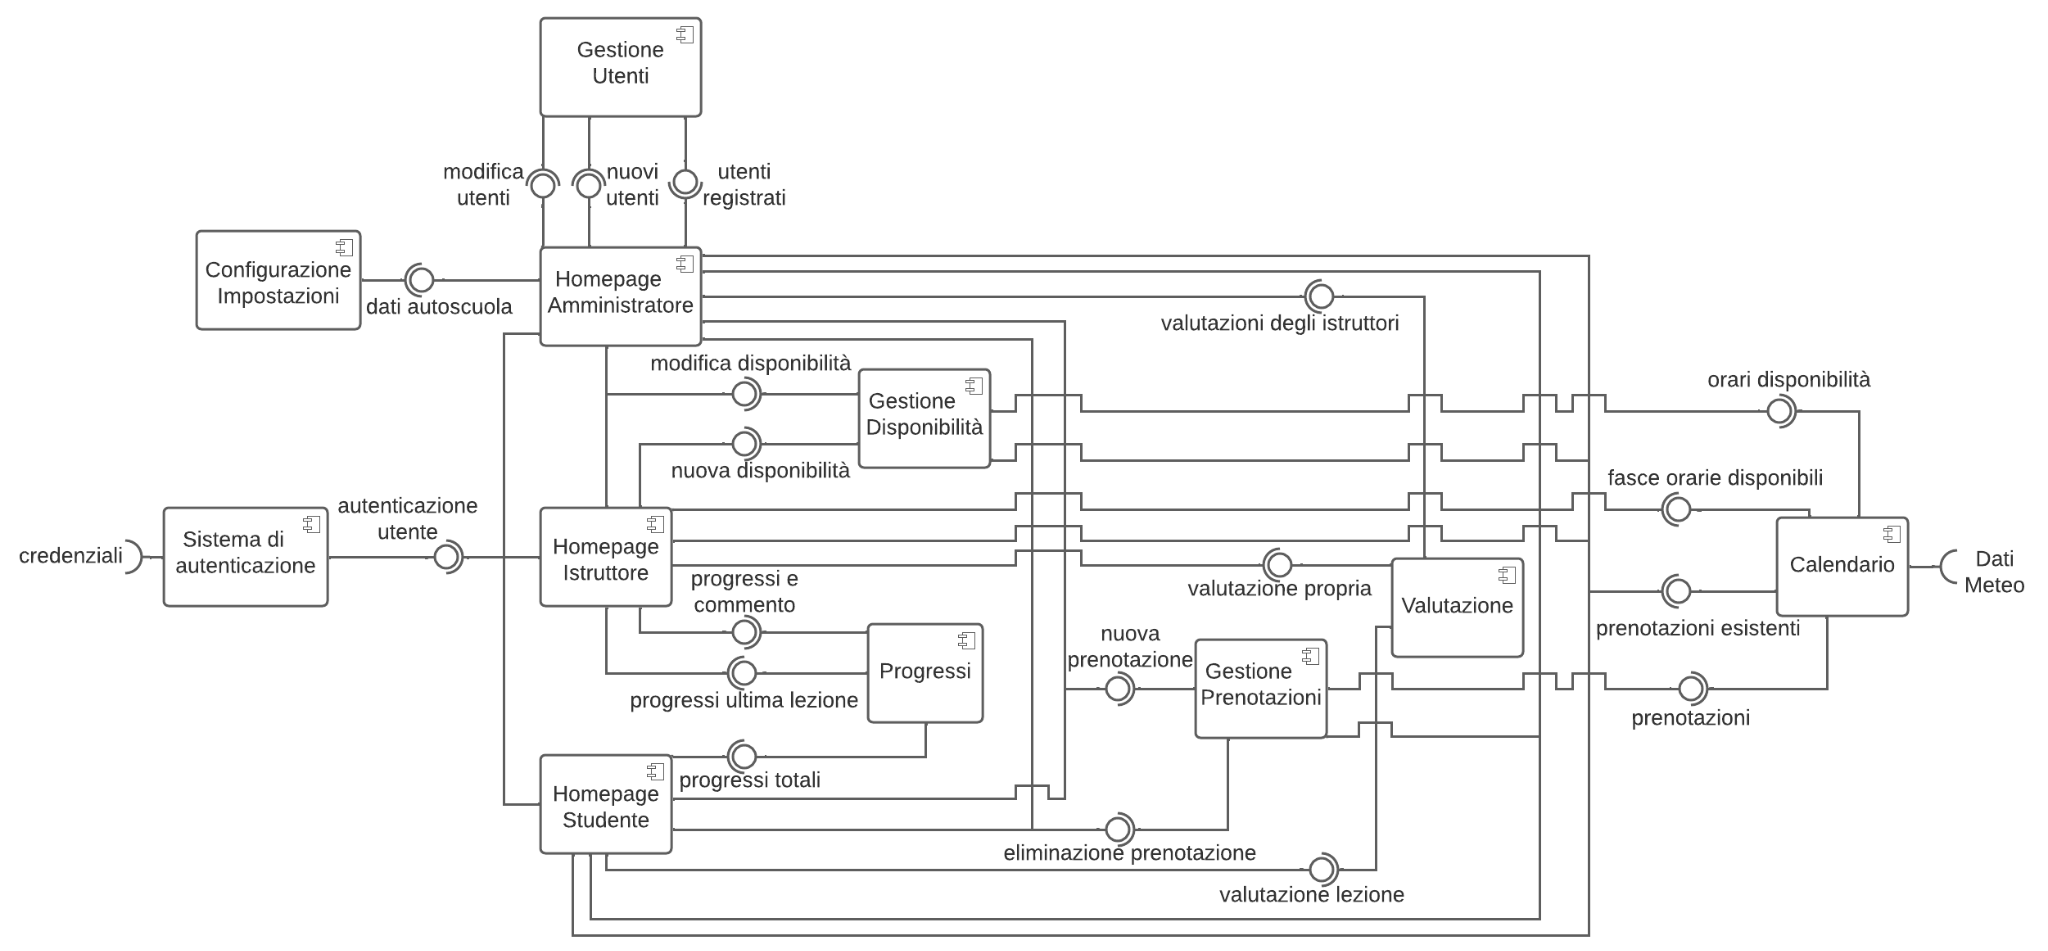 Gestione
Utenti
modifica
utenti
nuovi
utenti
utenti
registrati
Configurazione
Impostazioni
dati autoscuola
Homepage
Amministratore
valutazioni degli istruttori
modifica disponibilità
Gestione
Disponibilità
nuova disponibilità
orari disponibilità
fasce orarie disponibili
autenticazione
utente
credenziali
Sistema di
autenticazione
Homepage
Istruttore
progressi e
commento
valutazione propria
Valutazione
Calendario
Dati
Meteo
prenotazioni esistenti
nuova
prenotazione
Progressi
Gestione
Prenotazioni
progressi ultima lezione
prenotazioni
progressi totali
Homepage
Studente
eliminazione prenotazione
valutazione lezione